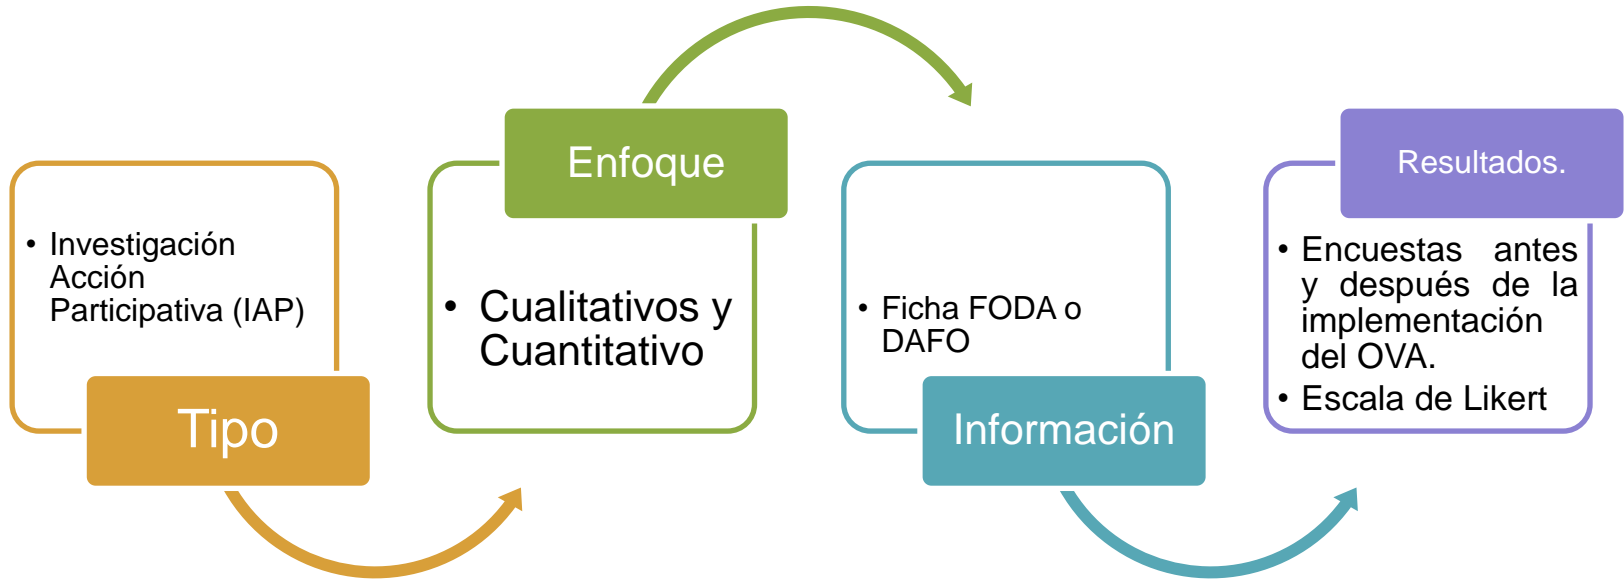 • Investigación
Acción
Participativa (IAP)
Tipo
Enfoque
• Cualitativos y
Cuantitativo
• Ficha FODA o
DAFO
Información
Resultados.
• Encuestas antes
y después de la
implementación
del OVA.
• Escala de Likert